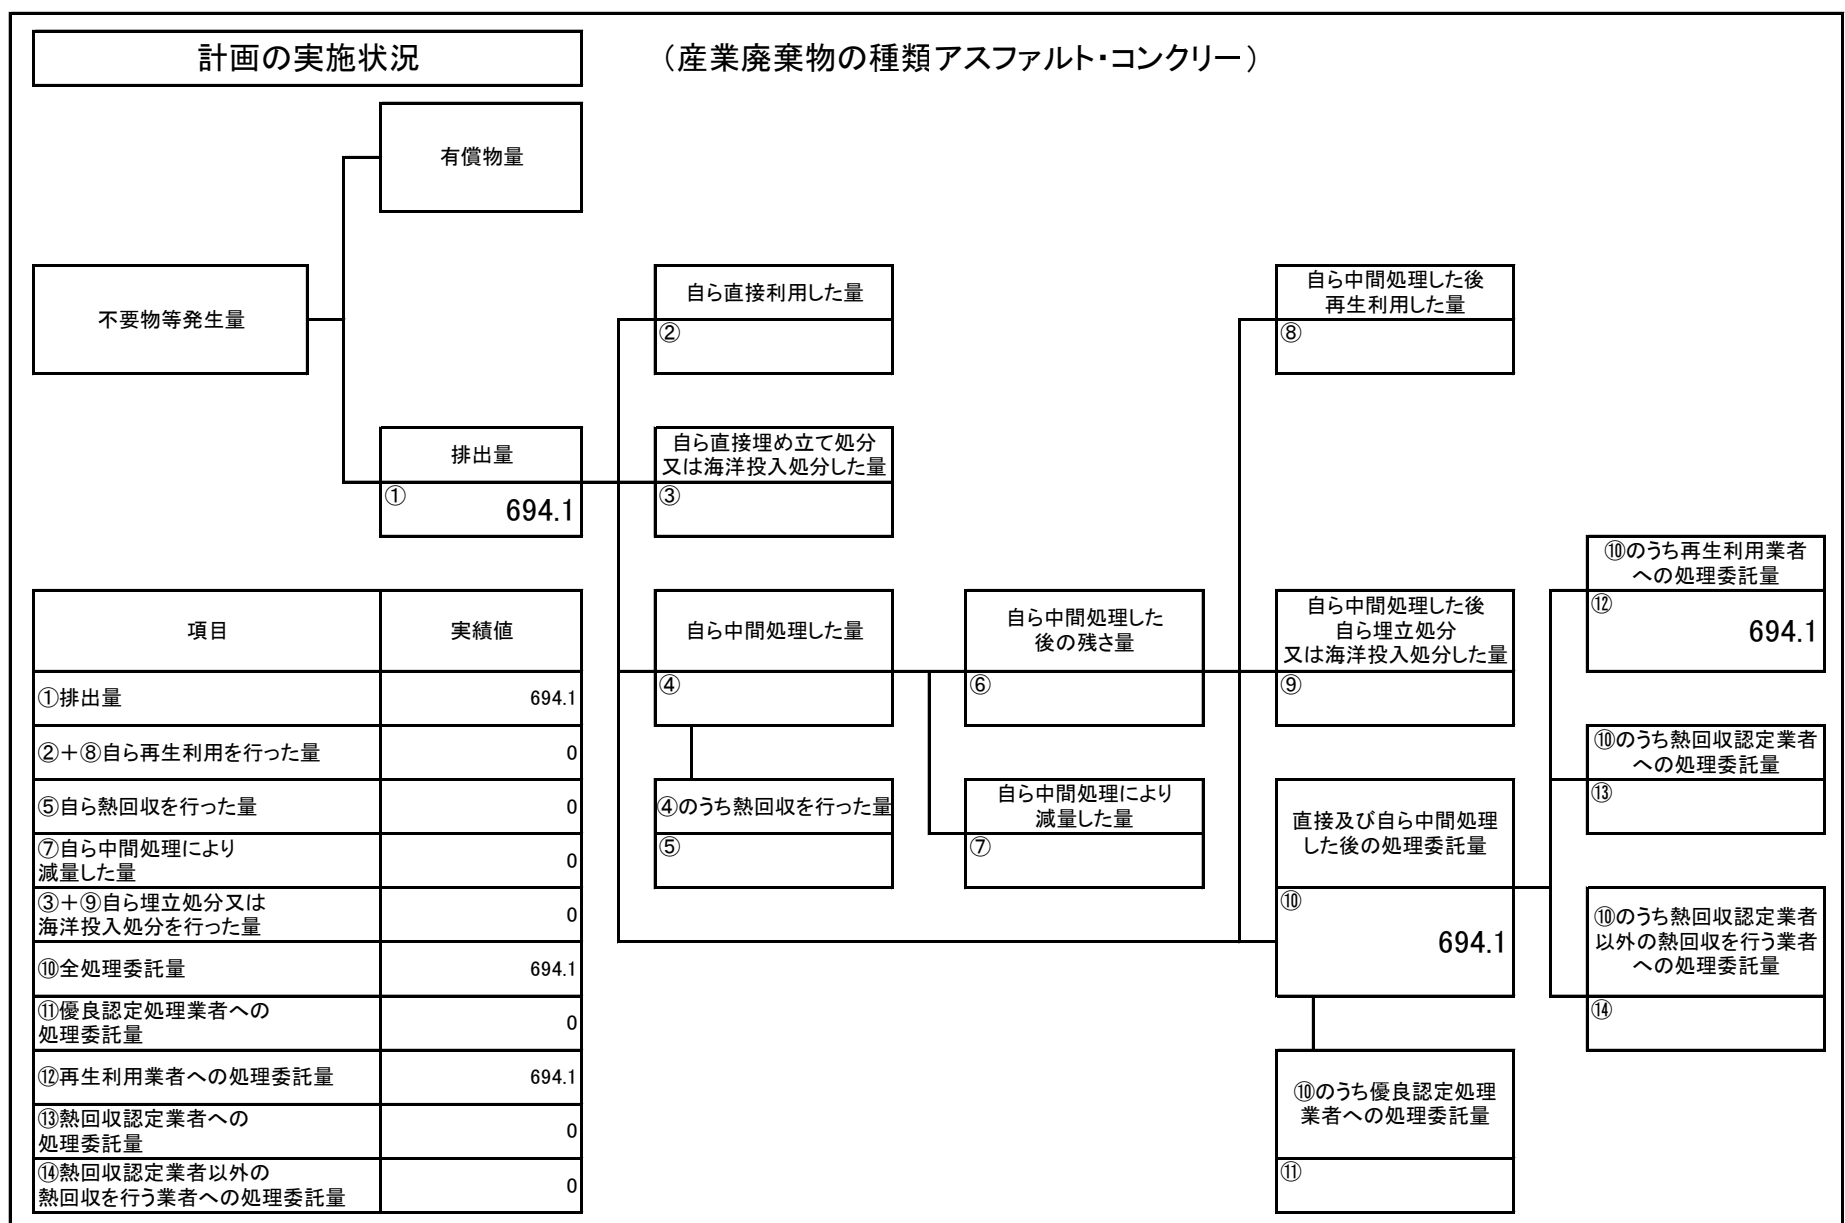 計画の実施状況
（産業廃棄物の種類アスファルト・コンクリー）
有償物量
不要物等発生量
自ら直接利用した量
②
自ら中間処理した後
再生利用した量
⑧
排出量
①
694.1
自ら直接埋め立て処分
又は海洋投入処分した量
③
⑩のうち再生利用業者
への処理委託量
⑫
694.1
自ら中間処理した量
④
自ら中間処理した
後の残さ量
⑥
自ら中間処理した後
自ら埋立処分
又は海洋投入処分した量
⑨
⑩のうち熱回収認定業者
への処理委託量
⑬
④のうち熱回収を行った量
⑤
自ら中間処理により
減量した量
⑦
直接及び自ら中間処理
した後の処理委託量
⑩
694.1
⑩のうち熱回収認定業者
以外の熱回収を行う業者
への処理委託量
⑭
⑩のうち優良認定処理
業者への処理委託量
⑪
項目 実績値
①排出量 694.1
②＋⑧自ら再生利用を行った量 0
⑤自ら熱回収を行った量 0
⑦自ら中間処理により
減量した量 0
③＋⑨自ら埋立処分又は
海洋投入処分を行った量 0
⑩全処理委託量 694.1
⑪優良認定処理業者への
処理委託量 0
⑫再生利用業者への処理委託量 694.1
⑬熱回収認定業者への
処理委託量 0
⑭熱回収認定業者以外の
熱回収を行う業者への処理委託量 0